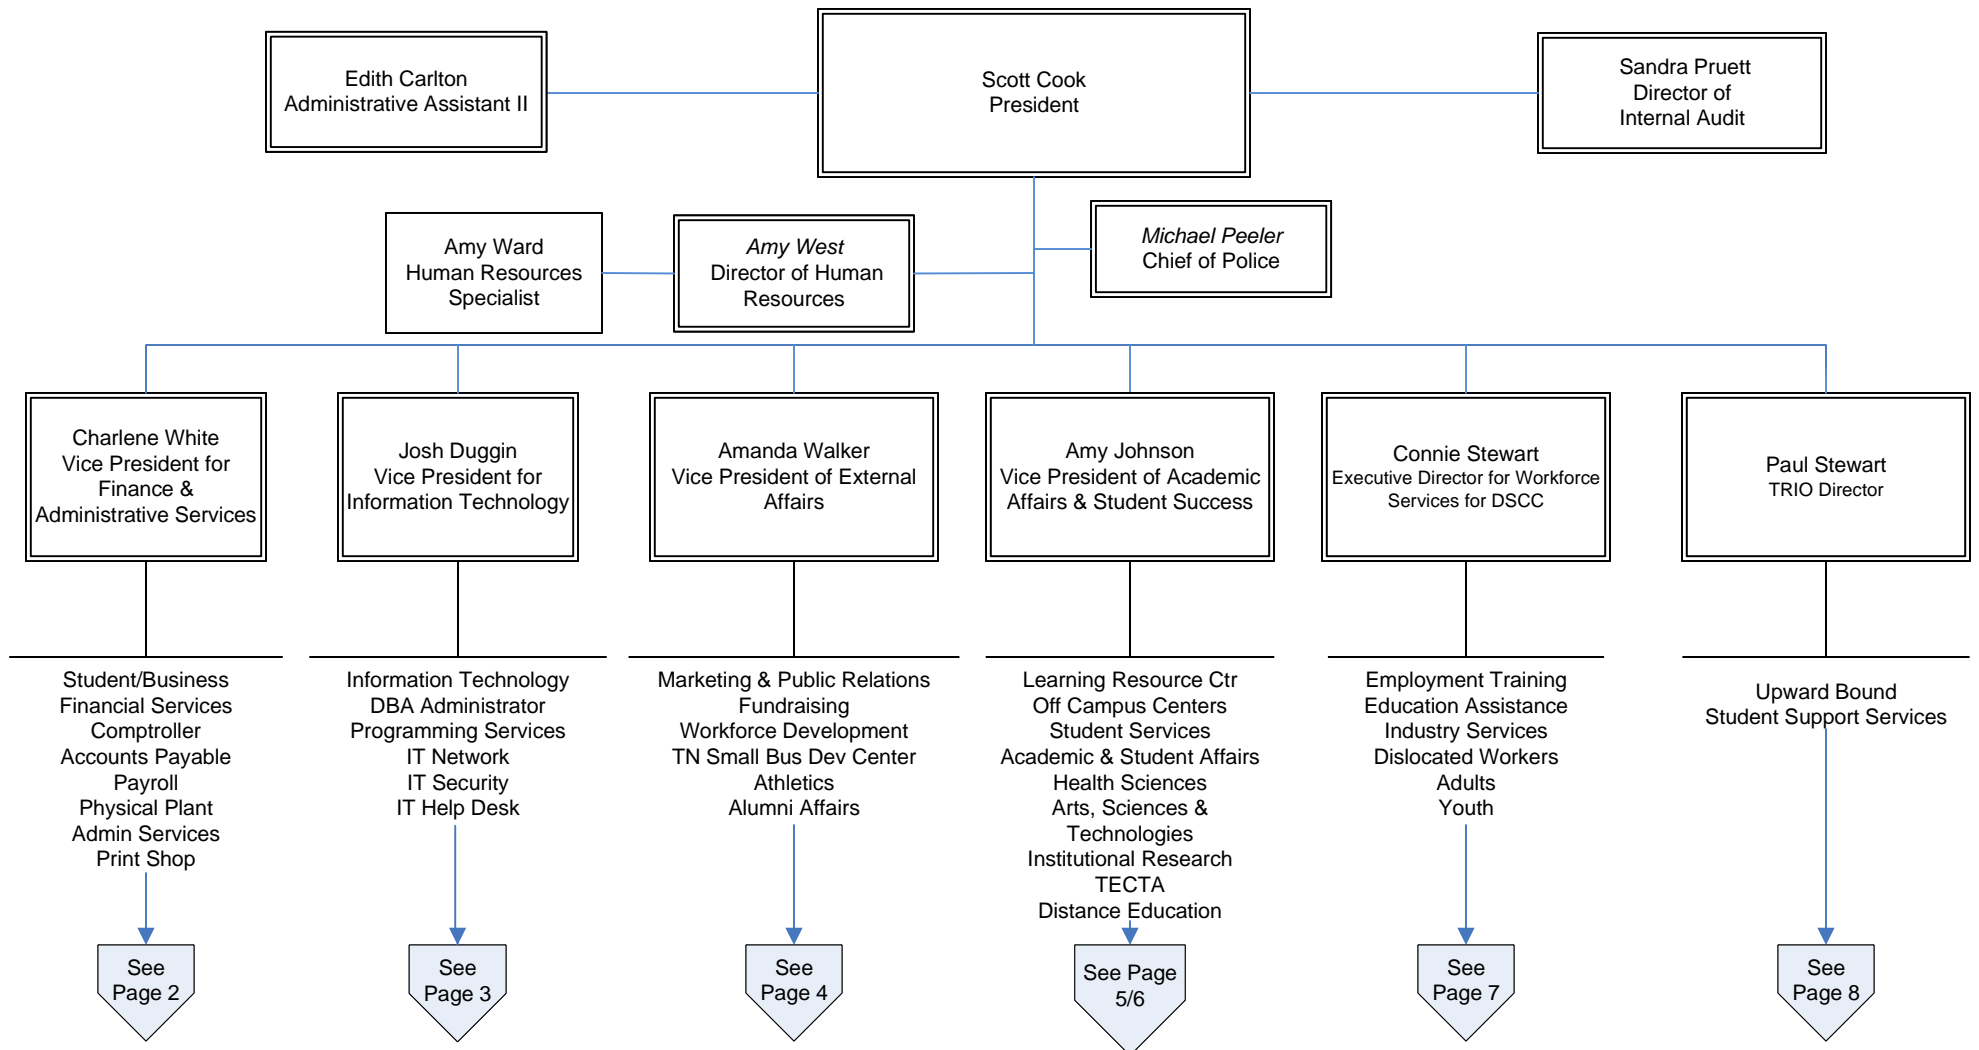 Edith Carlton
Administrative Assistant II
Scott Cook
President
Sandra Pruett
Director of
Internal Audit
Amy Ward
Human Resources
Specialist
Amy West
Director of Human
Resources
Michael Peeler
Chief of Police
Charlene White
Vice President for
Finance &
Administrative Services
Josh Duggin
Vice President for
Information Technology
Amanda Walker
Vice President of External
Affairs
Amy Johnson
Vice President of Academic
Affairs & Student Success
Connie Stewart
Executive Director for Workforce
Services for DSCC
Paul Stewart
TRIO Director
Student/Business
Financial Services
Comptroller
Accounts Payable
Payroll
Physical Plant
Admin Services
Print Shop
Information Technology
DBA Administrator
Programming Services
IT Network
IT Security
IT Help Desk
Marketing & Public Relations
Fundraising
Workforce Development
TN Small Bus Dev Center
Athletics
Alumni Affairs
Learning Resource Ctr
Off Campus Centers
Student Services
Academic & Student Affairs
Health Sciences
Arts, Sciences &
Technologies
Institutional Research
TECTA
Distance Education
Employment Training
Education Assistance
Industry Services
Dislocated Workers
Adults
Youth
Upward Bound
Student Support Services
See
Page 2
See
Page 3
See
Page 4
See Page
5/6
See
Page 7
See
Page 8